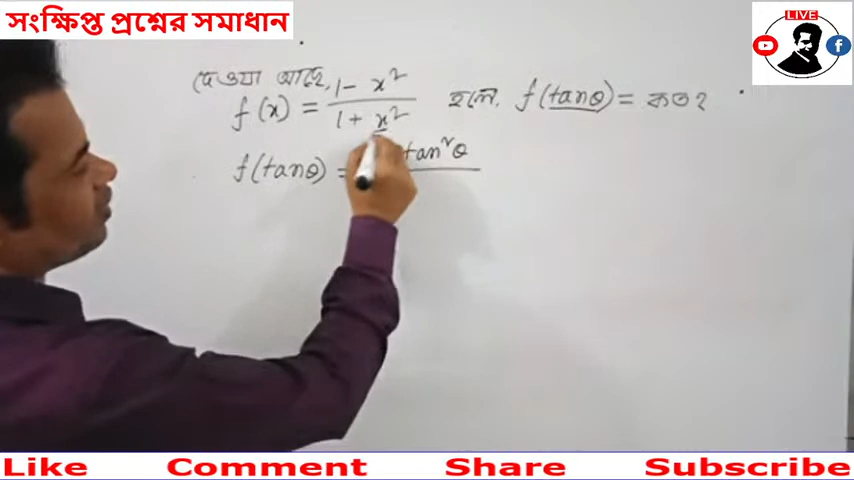 সংক্ষিপ্ত প্রশ্নের সমাধান
LIVE
দেওয়া আছে,
f(x) = 1 - x² / 1 + x² হলে, f(tanθ) = কত?
f(tanθ) = tan²θ
Like Comment Share Subscribe